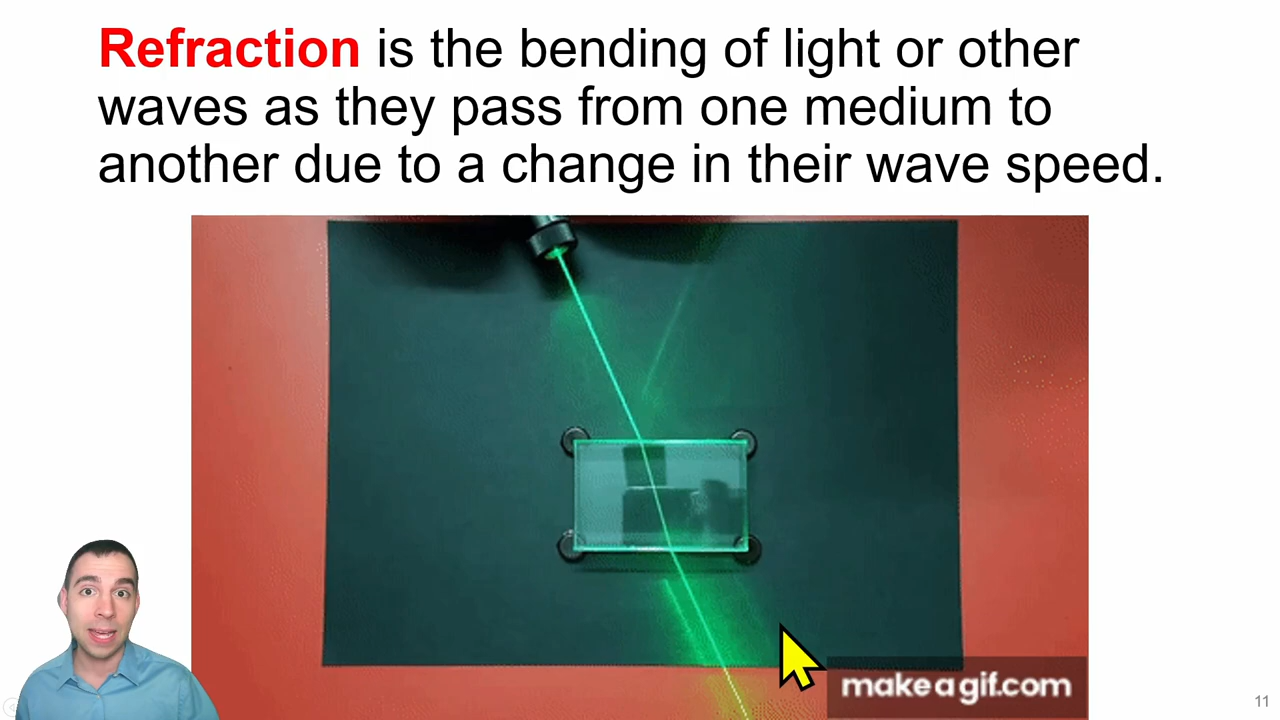 Refraction is the bending of light or other
waves as they pass from one medium to
another due to a change in their wave speed.
makeagif.com
11